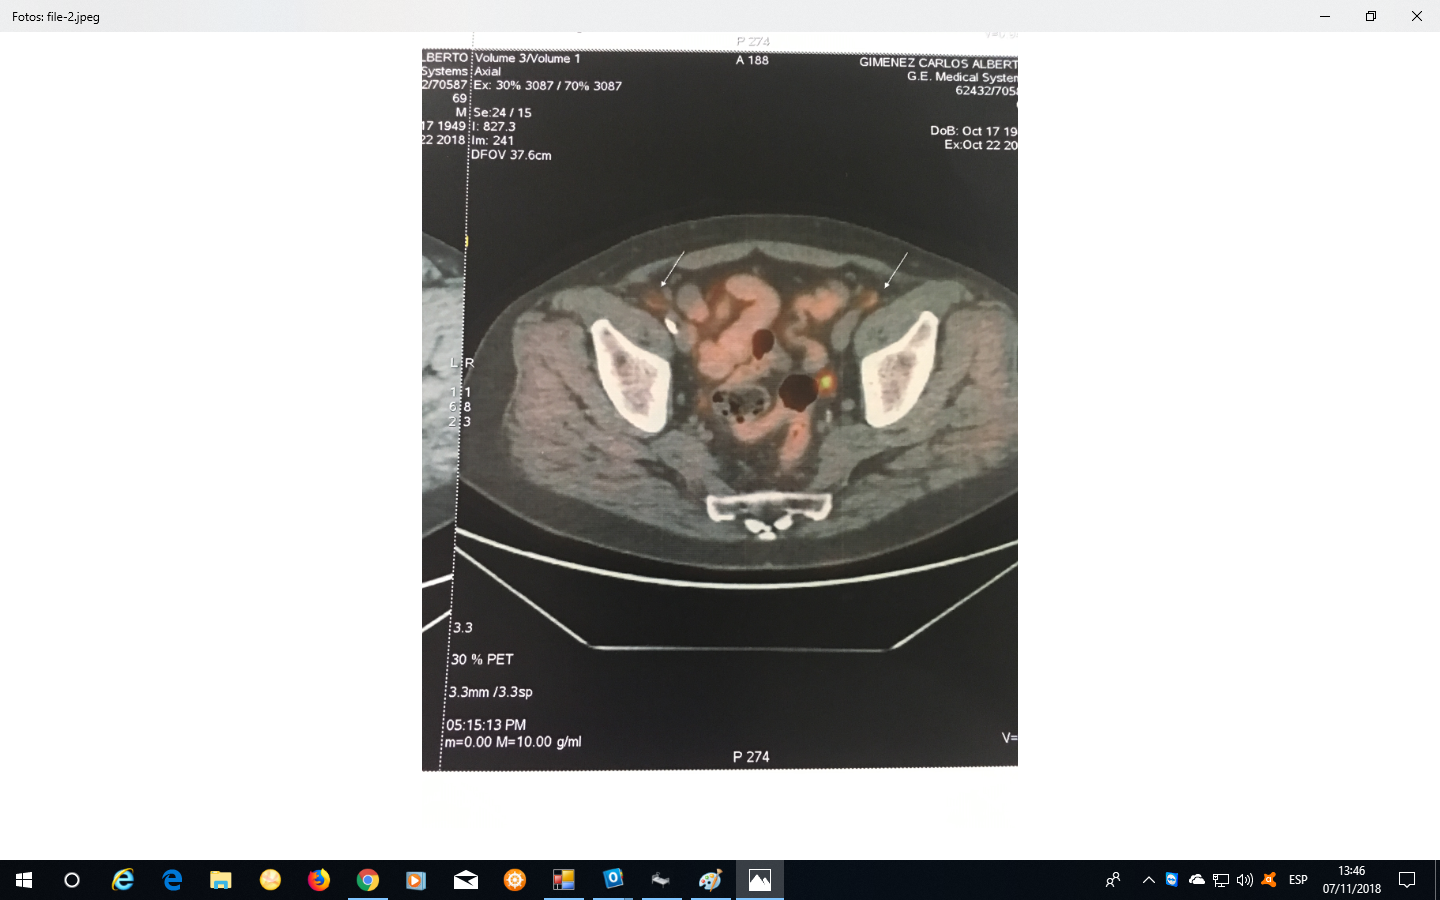 Fotos: file-2.jpeg
P 274
LBERTO
Systems
2/70587
69
M
17 1949
22 2018
Volume 3/Volume 1
Axial
Ex: 30% 3087 / 70% 3087
Se:24 / 15
I: 827.3
Im: 241
DFOV 37.6cm
A 188
GIMENEZ CARLOS ALBERT
G.E. Medical System
62432/705
DoB: Oct 17 19
Ex:Oct 22 20
L R
1 1
6 8
2 3
3.3
30 % PET
3.3mm /3.3sp
05:15:13 PM
m=0.00 M=10.00 g/ml
V=
P 274
ESP
13:46
07/11/2018